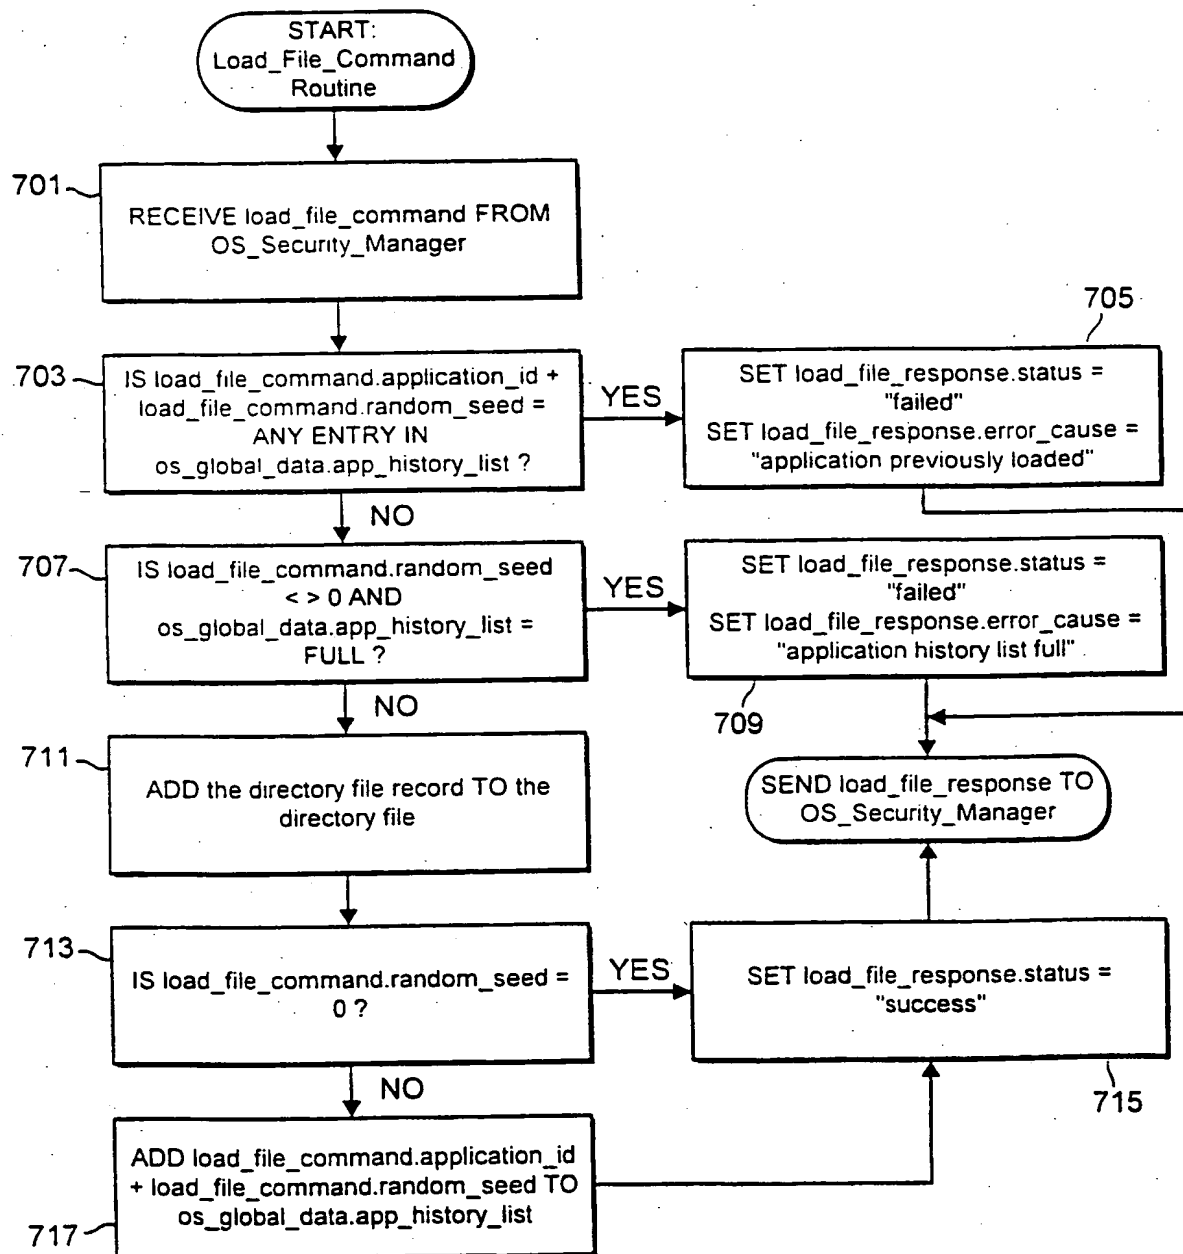 START:
Load_File_Command
Routine
701
RECEIVE load_file_command FROM
OS_Security_Manager
703
IS load_file_command.application_id +
load_file_command.random_seed =
ANY ENTRY IN
os_global_data.app_history_list ?
YES
705
SET load_file_response.status =
"failed"
SET load_file_response.error_cause =
"application previously loaded"
NO
707
IS load_file_command.random_seed
< > 0 AND
os_global_data.app_history_list =
FULL ?
YES
SET load_file_response.status =
"failed"
SET load_file_response.error_cause =
"application history list full"
709
NO
711
ADD the directory file record TO the
directory file
SEND load_file_response TO
OS_Security_Manager
713
IS load_file_command.random_seed =
0 ?
YES
SET load_file_response.status =
"success"
715
NO
ADD load_file_command.application_id
+ load_file_command.random_seed TO
os_global_data.app_history_list
717